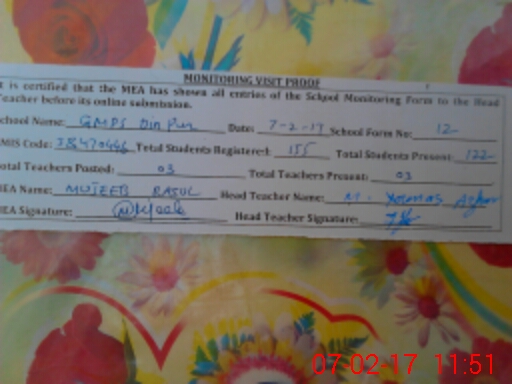 MONITORING VISIT PROOF
It is certified that the MEA has shown all entries of the School Monitoring Form to the Head
Teacher before its online submission.
School Name: GMPS Din Pur Date: 7-2-17 School Form No: 12
EMIS Code: Total Students Registered: 155 Total Students Present: 122
Total Teachers Posted: 03 Total Teachers Present: 03
MEA Name: MUJEEB RASUL Head Teacher Name: M.
MEA Signature: Head Teacher Signature:
07-02-17 11:51